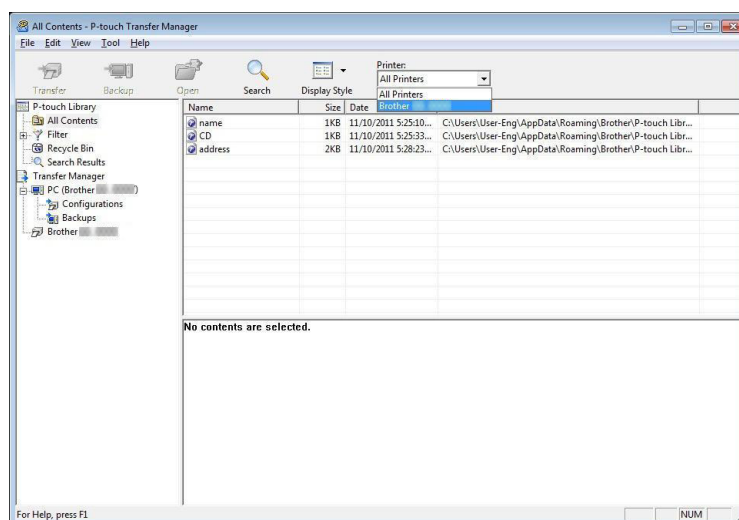 All Contents - P-touch Transfer Manager
File Edit View Tool Help
Transfer Backup Open Search Display Style
Printer:
All Printers
All Printers
Brother
P-touch Library
All Contents
Filter
Recycle Bin
Search Results
Transfer Manager
PC (Brother )
Configurations
Backups
Brother
Name Size Date
name 1KB 11/10/2011 5:25:10... C:\Users\User-Eng\AppData\Roaming\Brother\P-touch Libr...
CD 1KB 11/10/2011 5:25:33... C:\Users\User-Eng\AppData\Roaming\Brother\P-touch Libr...
address 2KB 11/10/2011 5:28:23... C:\Users\User-Eng\AppData\Roaming\Brother\P-touch Libr...
No contents are selected.
For Help, press F1
NUM